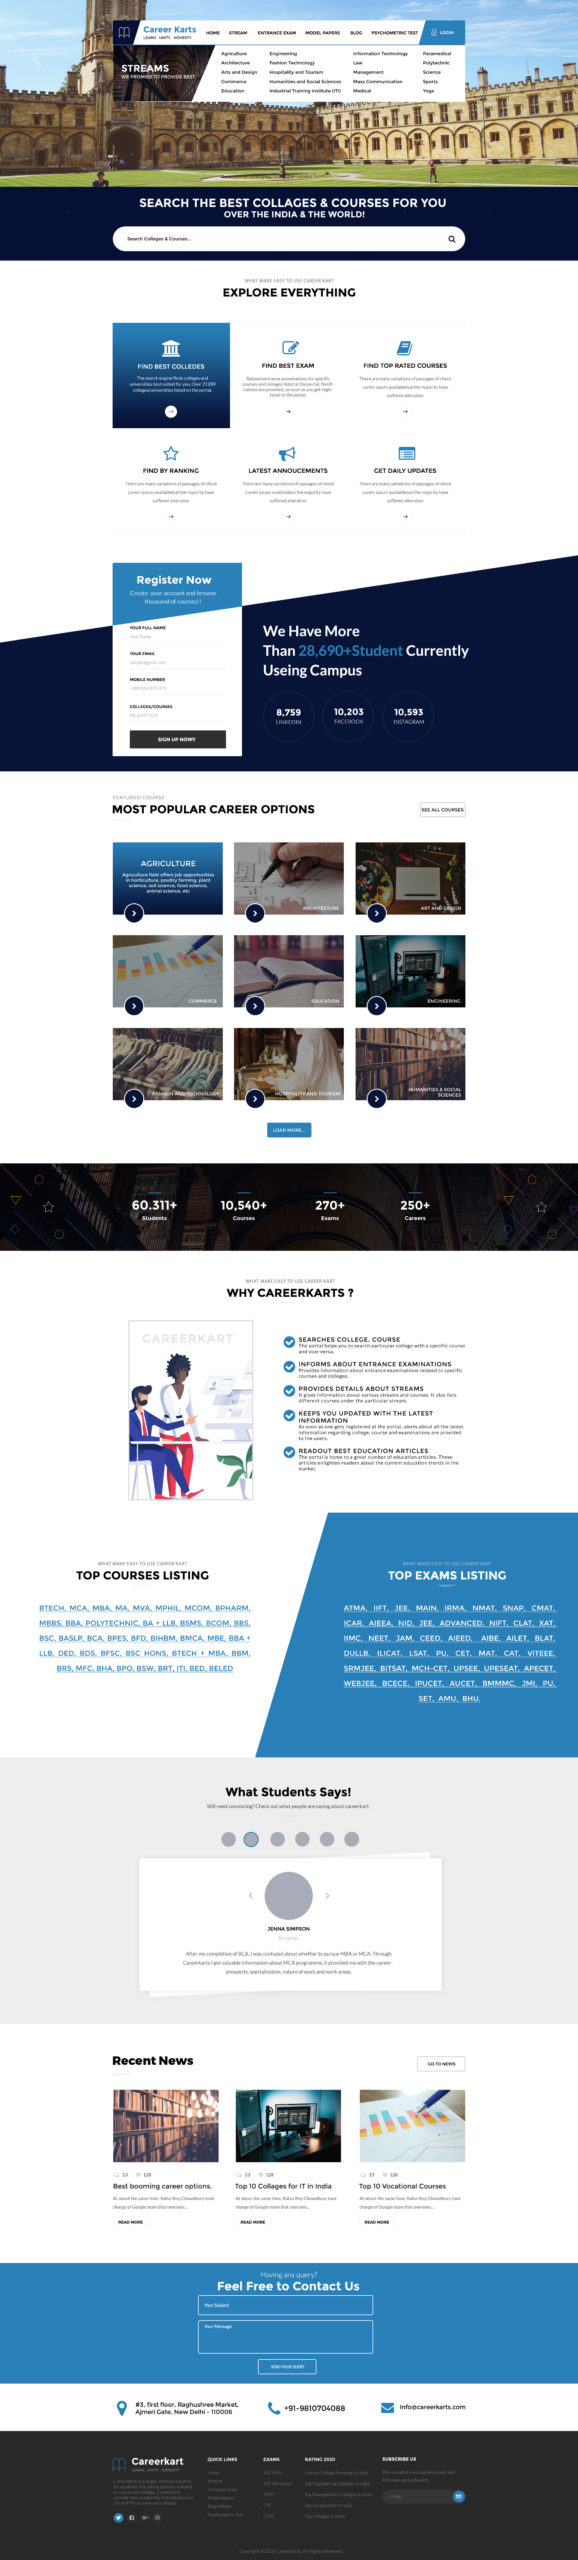 Career Karts
LEARN . UNITY . HONESTY
HOME STREAM ENTRANCE EXAM MODEL PAPERS BLOG PSYCHOMETRIC TEST
LOGIN
STREAMS
WE PROMISE TO PROVIDE BEST
Agriculture Engineering Information Technology Paramedical
Architecture Fashion Technology Law Polytechnic
Arts and Design Hospitality and Tourism Management Science
Commerce Humanities and Social Sciences Mass Communication Sports
Education Industrial Training Institute (ITI) Medical Yoga
SEARCH THE BEST COLLAGES & COURSES FOR YOU
OVER THE INDIA & THE WORLD!
Search Colleges & Courses...
WHAT MAKE EASY TO USE CAREER KART
EXPLORE EVERYTHING
FIND BEST COLLEDES
The search engine finds colleges and
universities best suited for you. Over 21289
colleges/universities listed on the portal.
FIND BEST EXAM
Related entrance examinations for specific
courses and colleges listed at the portal. Notifi-
cations are provided, as soon as you get regis-
tered at the portal.
FIND TOP RATED COURSES
There are many variations of passages of check
Lorem Ipsum availablebut the majority have
suffered alteration
FIND BY RANKING
There are many variations of passages of check
Lorem Ipsum availablebut the majority have
suffered alteration
LATEST ANNOUCEMENTS
There are many variations of passages of check
Lorem Ipsum availablebut the majority have
suffered alteration
GET DAILY UPDATES
There are many variations of passages of check
Lorem Ipsum availablebut the majority have
suffered alteration
Register Now
Create your account and browse
thousand of courses!!
YOUR FULL NAME
Your Name
YOUR EMAIL
MOBILE NUMBER
COLLEGES/COURSES
SIGN UP NOW!!
We Have More
Than 28,690+Student Currently
Useing Campus
8,759
LINKEDIN
10,203
FACEBOOK
10,593
INSTAGRAM
FEATURED COURSE
MOST POPULAR CAREER OPTIONS
SEE ALL COURSES
AGRICULTURE
Agriculture field offers job opportunities
in horticulture, poultry farming, plant
science, soil science, food science,
animal science, etc
ARCHITECTURE
ART AND DESIGN
COMMERCE
EDUCATION
ENGINEERING
FASHION AND TECHNOLOGY
HOSPITALITY AND TOURISM
HUMANITIES & SOCIAL
SCIENCES
LOAD MORE...
60.311+
Students
10,540+
Courses
270+
Exams
250+
Careers
WHAT MAKE EASY TO USE CAREER KART
WHY CAREERKARTS ?
CAREERKART
SEARCHES COLLEGE, COURSE
The portal helps you to search particular college with a specific course
and vice-versa.
INFORMS ABOUT ENTRANCE EXAMINATIONS
Provides information about entrance examinations related to specific
courses and colleges.
PROVIDES DETAILS ABOUT STREAMS
It gives information about various streams and courses. It also lists
different courses under the particular stream.
KEEPS YOU UPDATED WITH THE LATEST
INFORMATION
As soon as one gets registered at the portal, alerts about all the latest
information regarding college, course and examinations are provided
to the users.
READOUT BEST EDUCATION ARTICLES
The portal is home to a great number of education articles. These
articles enlighten readers about the current education trends in the
market.
WHAT MAKE EASY TO USE CAREER KART
TOP COURSES LISTING
BTECH, MCA, MBA, MA, MVA, MPHIL, MCOM, BPHARM,
MBBS, BBA, POLYTECHNIC, BA + LLB, BSMS, BCOM, BBS,
BSC, BASLP, BCA, BPES, BFD, BIHBM, BMCA, MBE, BBA +
LLB, DED, BDS, BFSC, BSC HONS, BTECH + MBA, BBM,
BRS, MFC, BHA, BPO, BSW, BRT, ITI, BED, BELED
WHAT MAKE EASY TO USE CAREER KART
TOP EXAMS LISTING
ATMA, IIFT, JEE, MAIN, IRMA, NMAT, SNAP, CMAT,
ICAR, AIEEA, NID, JEE, ADVANCED, NIFT, CLAT, XAT,
IIMC, NEET, JAM, CEED, AIEED, AIBE, AILET, BLAT,
DULLB, ILICAT, LSAT, PU, CET, MAT, CAT, VITEEE,
SRMJEE, BITSAT, MCH-CET, UPSEE, UPESEAT, APECET,
WEBJEE, BCECE, IPUCET, AUCET, BMMMC, JMI, PU,
SET, AMU, BHU.
What Students Says!
Still need convincing? Check out what people are saying about careerkart.
JENNA SIMPSON
Director
After my completion of BCA, I was confused about whether to pursue MBA or MCA. Through
Careerkarts I got valuable information about MCA programme. It provided me with the career
prospects, specialization, nature of work and work areas.
Recent News
GO TO NEWS
13 128
Best booming career options.
At about the same time, Rahul Roy Chowdhury took
charge of Google team that oversees...
READ MORE
13 128
Top 10 Collages for IT in India
At about the same time, Rahul Roy Chowdhury took
charge of Google team that oversees...
READ MORE
13 128
Top 10 Vocational Courses
At about the same time, Rahul Roy Chowdhury took
charge of Google team that oversees...
READ MORE
Having any query?
Feel Free to Contact Us
Your Subject
Your Message
SEND YOUR QUERY
#3, first floor, Raghushree Market,
Ajmeri Gate, New Delhi - 110006
+91-9810704088
info@careerkarts.com
Careerkart
LEARN . UNITY . HONESTY
QUICK LINKS
Home
Stream
Entrance Exam
Model papers
Blogs/News
Psychometric Test
EXAMS
JEE Main
JEE Advanced
NEET
CAT
CLAT
RATING 2020
Overall College Ranking in India
Top Engineering Colleges in India
Top Management Colleges in India
Top Universities in India
Top Colleges in India
SUBSCRIBE US
E-mail
Copyright © 2020 Careerkarts. All Rights Reserved